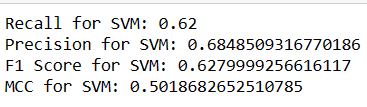 Recall for SVM: 0.62
Precision for SVM: 0.6848509316770186
F1 Score for SVM: 0.6279999256616117
MCC for SVM: 0.5018682652510785